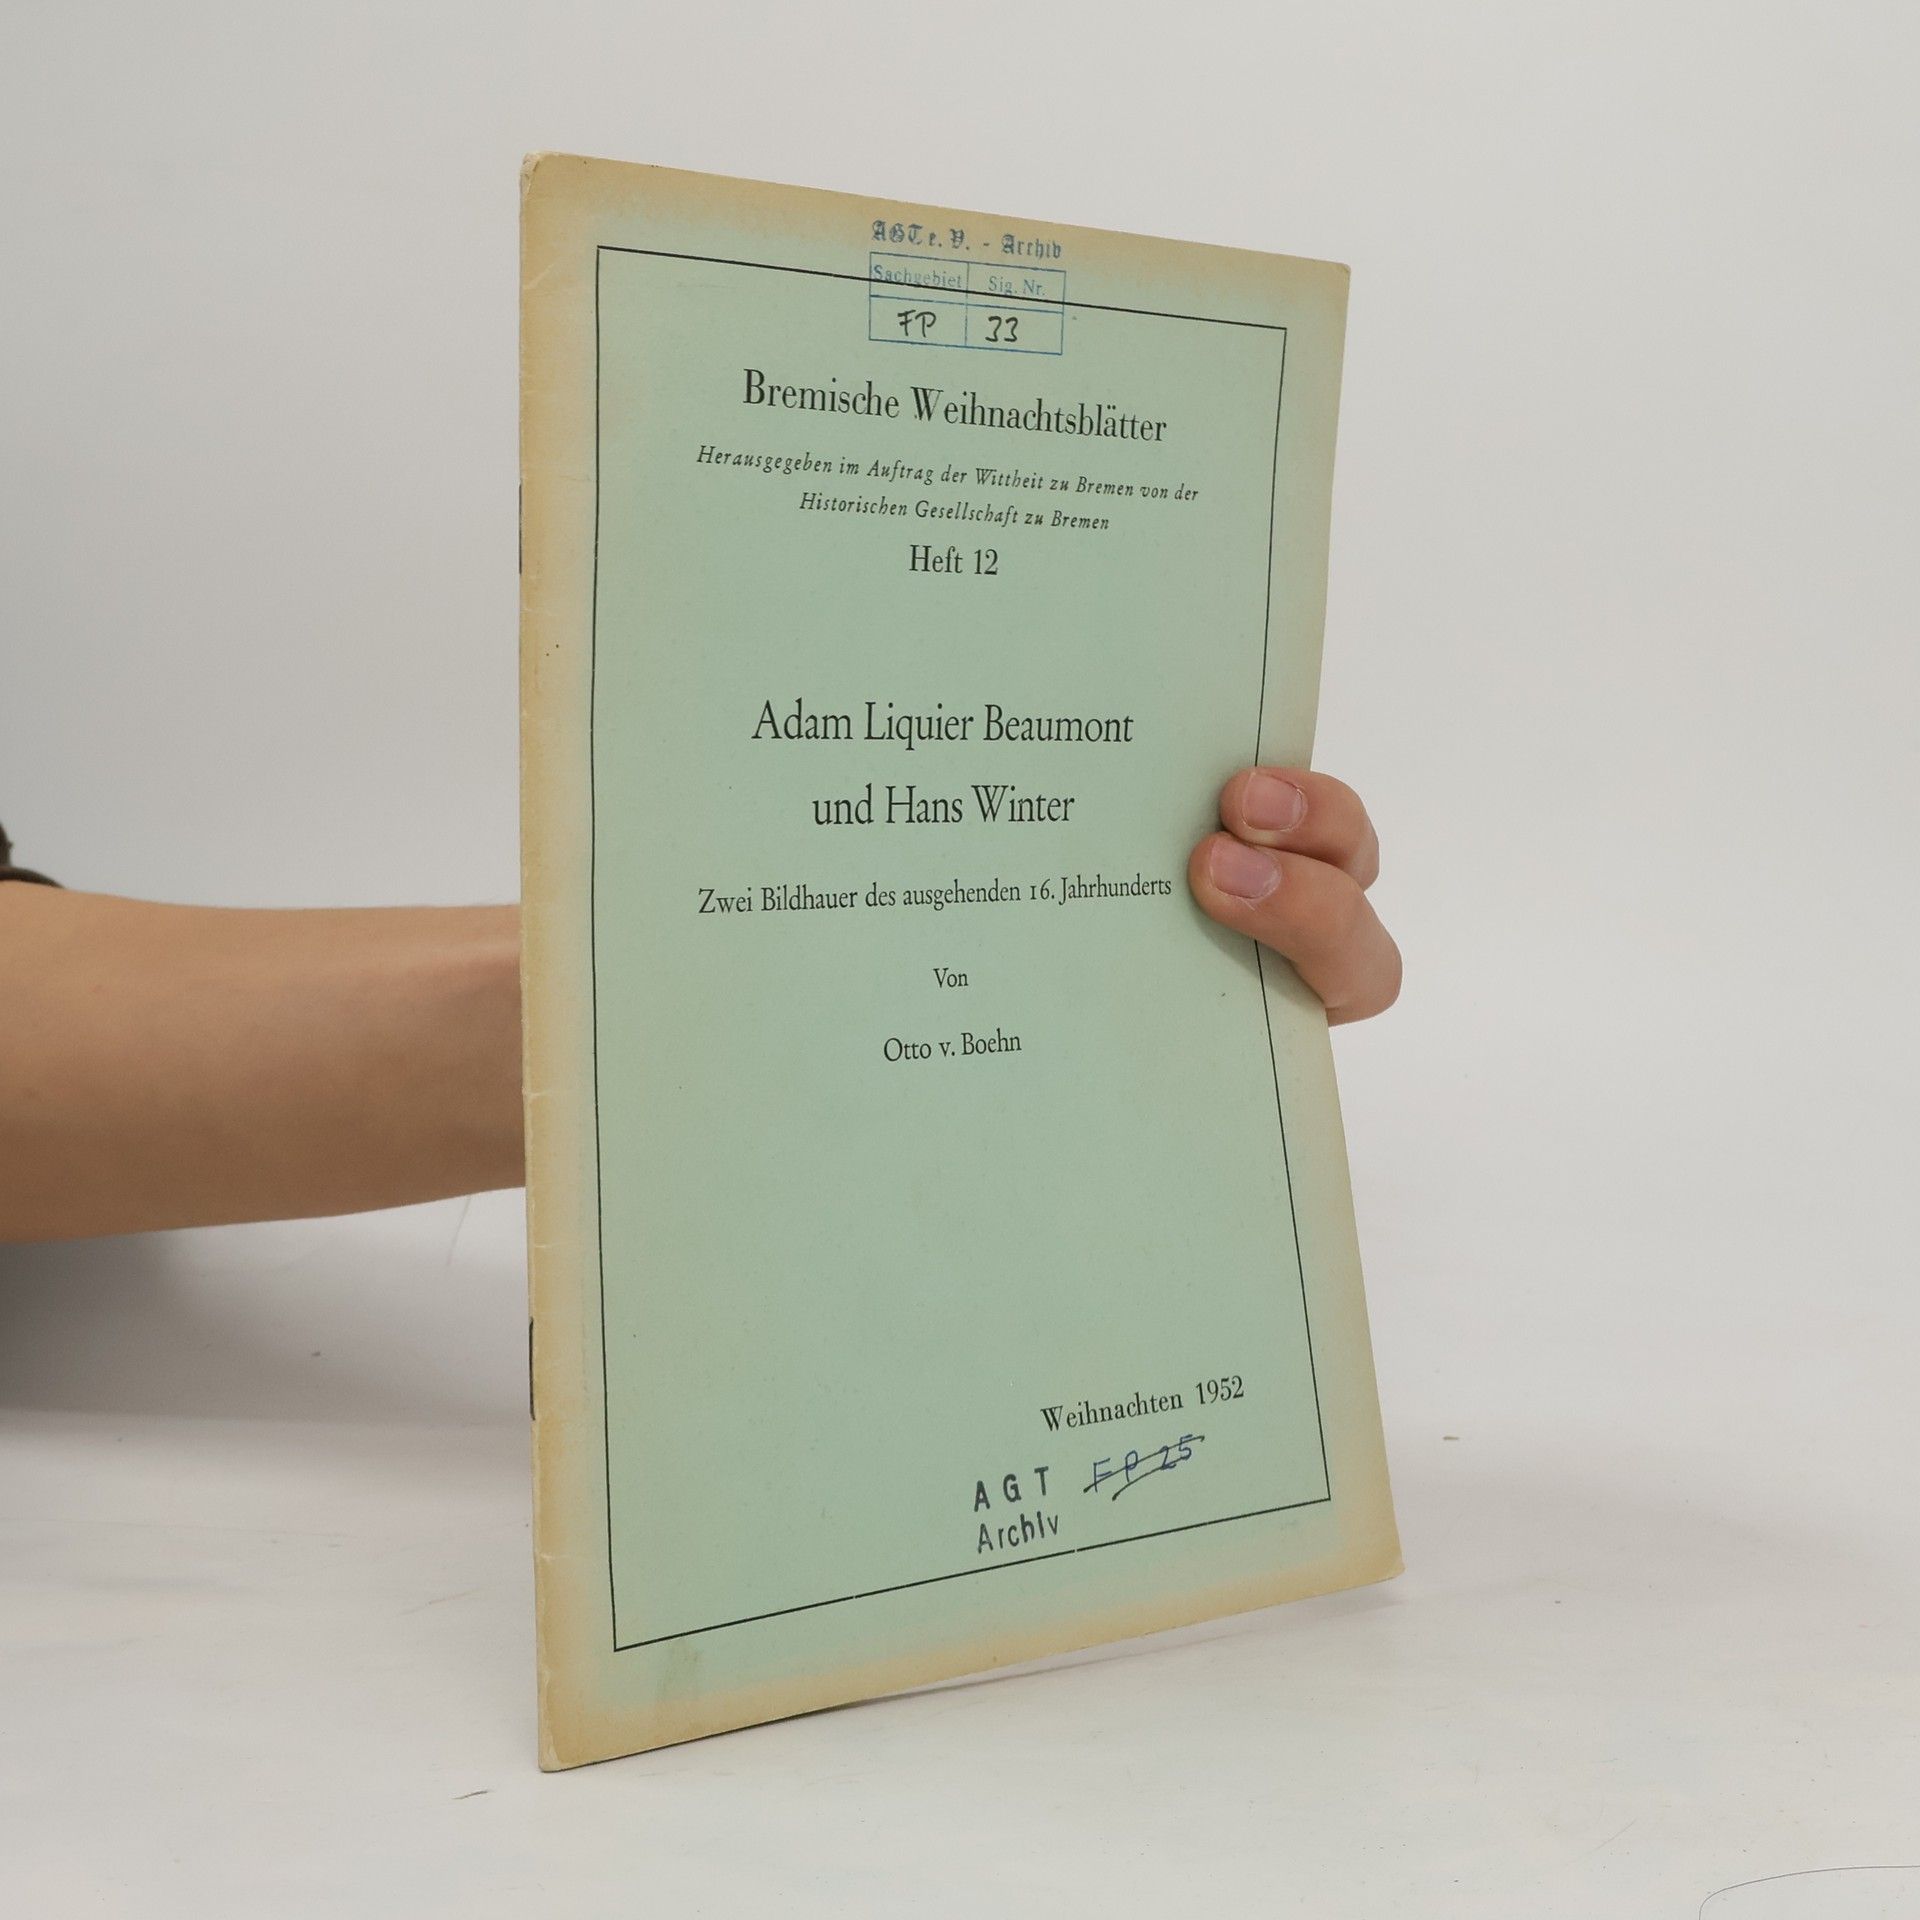 AGT e. V. - Archiv
Sachgebiet Sig. Nr.
FP 33
Bremische Weihnachtsblätter
Herausgegeben im Auftrag der Wittheit zu Bremen von der
Historischen Gesellschaft zu Bremen
Heft 12
Adam Liquier Beaumont
und Hans Winter
Zwei Bildhauer des ausgehenden 16. Jahrhunderts
Von
Otto v. Boehn
Weihnachten 1952
AGT FP 25
Archiv